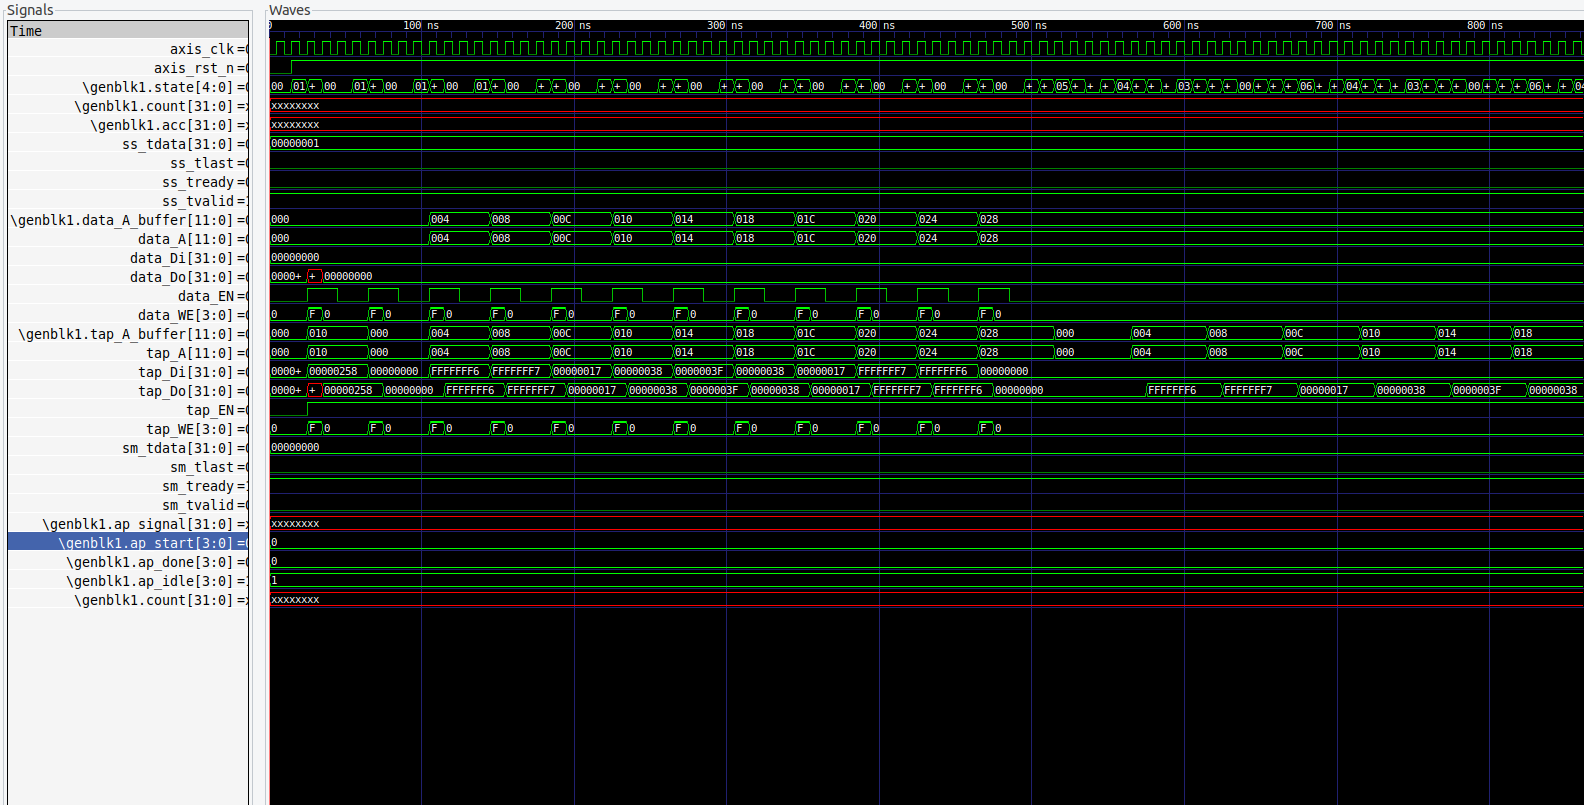 Signals Waves
Time 0 100 ns 200 ns 300 ns 400 ns 500 ns 600 ns 700 ns 800 ns
axis_clk =
axis_rst_n =
\genblk1.state[4:0] = 00 01 + 00 01 + 00 01 + 00 01 + 00 + + 00 + + 00 + + 00 + + 00 + + 00 + + 00 + + 00 + + 00 + + 05 + + + 04 + + + 03 + + + 00 + + + 06 + + 04 + + + 03 + + + 00 + + + 06 + + 04
\genblk1.count[31:0] = xxxxxxxx
\genblk1.acc[31:0] = xxxxxxxx
ss_tdata[31:0] = 00000001
ss_tlast =
ss_tready =
ss_tvalid =
\genblk1.data_A_buffer[11:0] = 000 004 008 00C 010 014 018 01C 020 024 028
data_A[11:0] = 000 004 008 00C 010 014 018 01C 020 024 028
data_Di[31:0] = 00000000
data_Do[31:0] = 0000+ + 00000000
data_EN =
data_WE[3:0] = 0 F 0 F 0 F 0 F 0 F 0 F 0 F 0 F 0 F 0 F 0 F 0 F 0
\genblk1.tap_A_buffer[11:0] = 000 010 000 004 008 00C 010 014 018 01C 020 024 028 000 004 008 00C 010 014 018
tap_A[11:0] = 000 010 000 004 008 00C 010 014 018 01C 020 024 028 000 004 008 00C 010 014 018
tap_Di[31:0] = 0000+ 00000258 00000000 FFFFFFF6 FFFFFFF7 00000017 00000038 0000003F 00000038 00000017 FFFFFFF7 FFFFFFF6 00000000
tap_Do[31:0] = 0000+ + 00000258 00000000 FFFFFFF6 FFFFFFF7 00000017 00000038 0000003F 00000038 00000017 FFFFFFF7 FFFFFFF6 00000000 FFFFFFF6 FFFFFFF7 00000017 00000038 0000003F 00000038
tap_EN =
tap_WE[3:0] = 0 F 0 F 0 F 0 F 0 F 0 F 0 F 0 F 0 F 0 F 0 F 0 F 0
sm_tdata[31:0] = 00000000
sm_tlast =
sm_tready =
sm_tvalid =
\genblk1.ap_signal[31:0] = xxxxxxxx
\genblk1.ap_start[3:0] = 0
\genblk1.ap_done[3:0] = 0
\genblk1.ap_idle[3:0] = 1
\genblk1.count[31:0] = xxxxxxxx